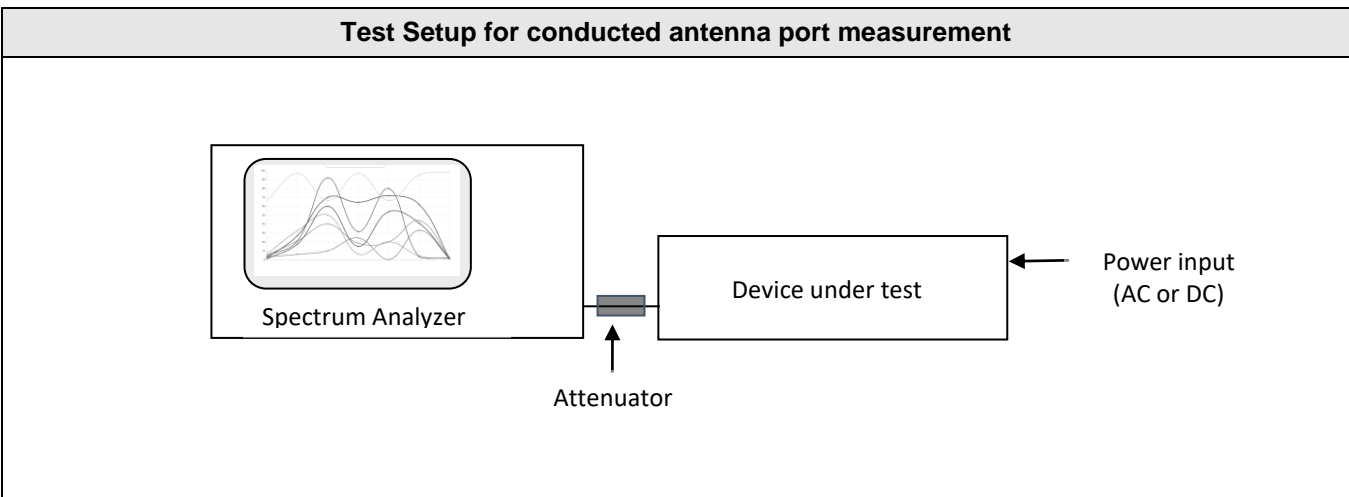 Test Setup for conducted antenna port measurement
Spectrum Analyzer
Device under test
Power input
(AC or DC)
Attenuator